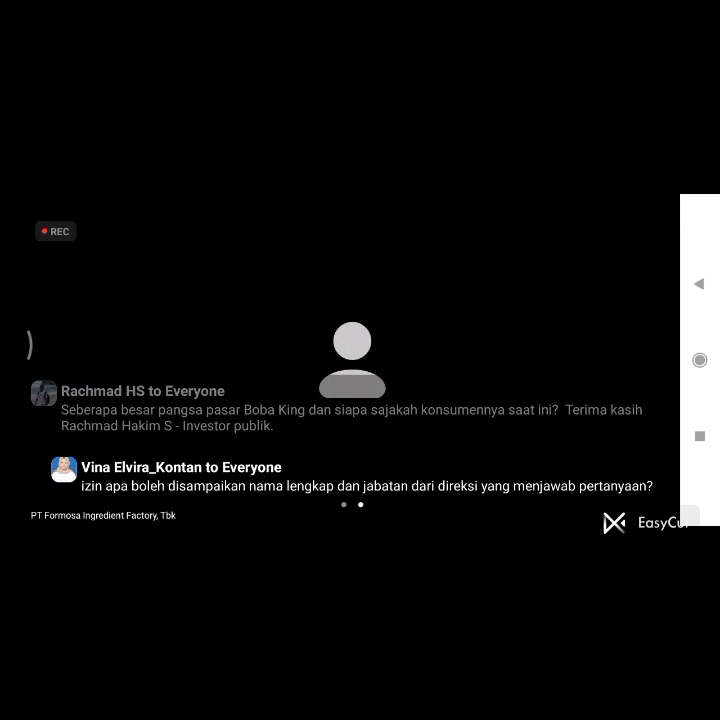 REC
Rachmad HS to Everyone
Seberapa besar pangsa pasar Boba King dan siapa sajakah konsumennya saat ini?  Terima kasih
Rachmad Hakim S - Investor publik.
Vina Elvira_Kontan to Everyone
izin apa boleh disampaikan nama lengkap dan jabatan dari direksi yang menjawab pertanyaan?
PT Formosa Ingredient Factory, Tbk
EasyCut